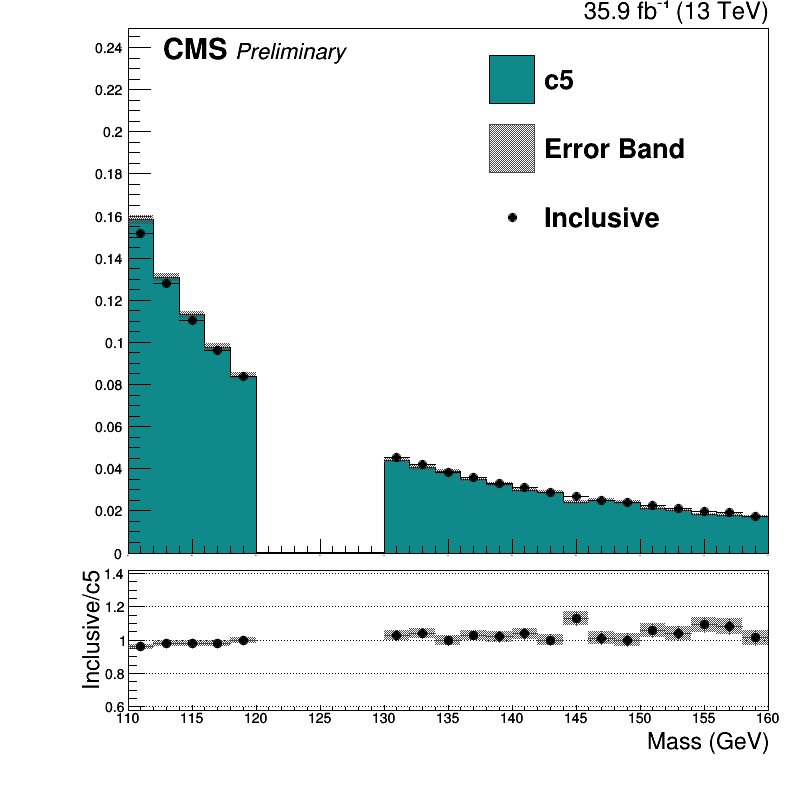 35.9 fb⁻¹ (13 TeV)
CMS Preliminary
c5
Error Band
Inclusive
0.24
0.22
0.2
0.18
0.16
0.14
0.12
0.1
0.08
0.06
0.04
0.02
0
Inclusive/c5
1.4
1.2
1
0.8
0.6
110 115 120 125 130 135 140 145 150 155 160
Mass (GeV)